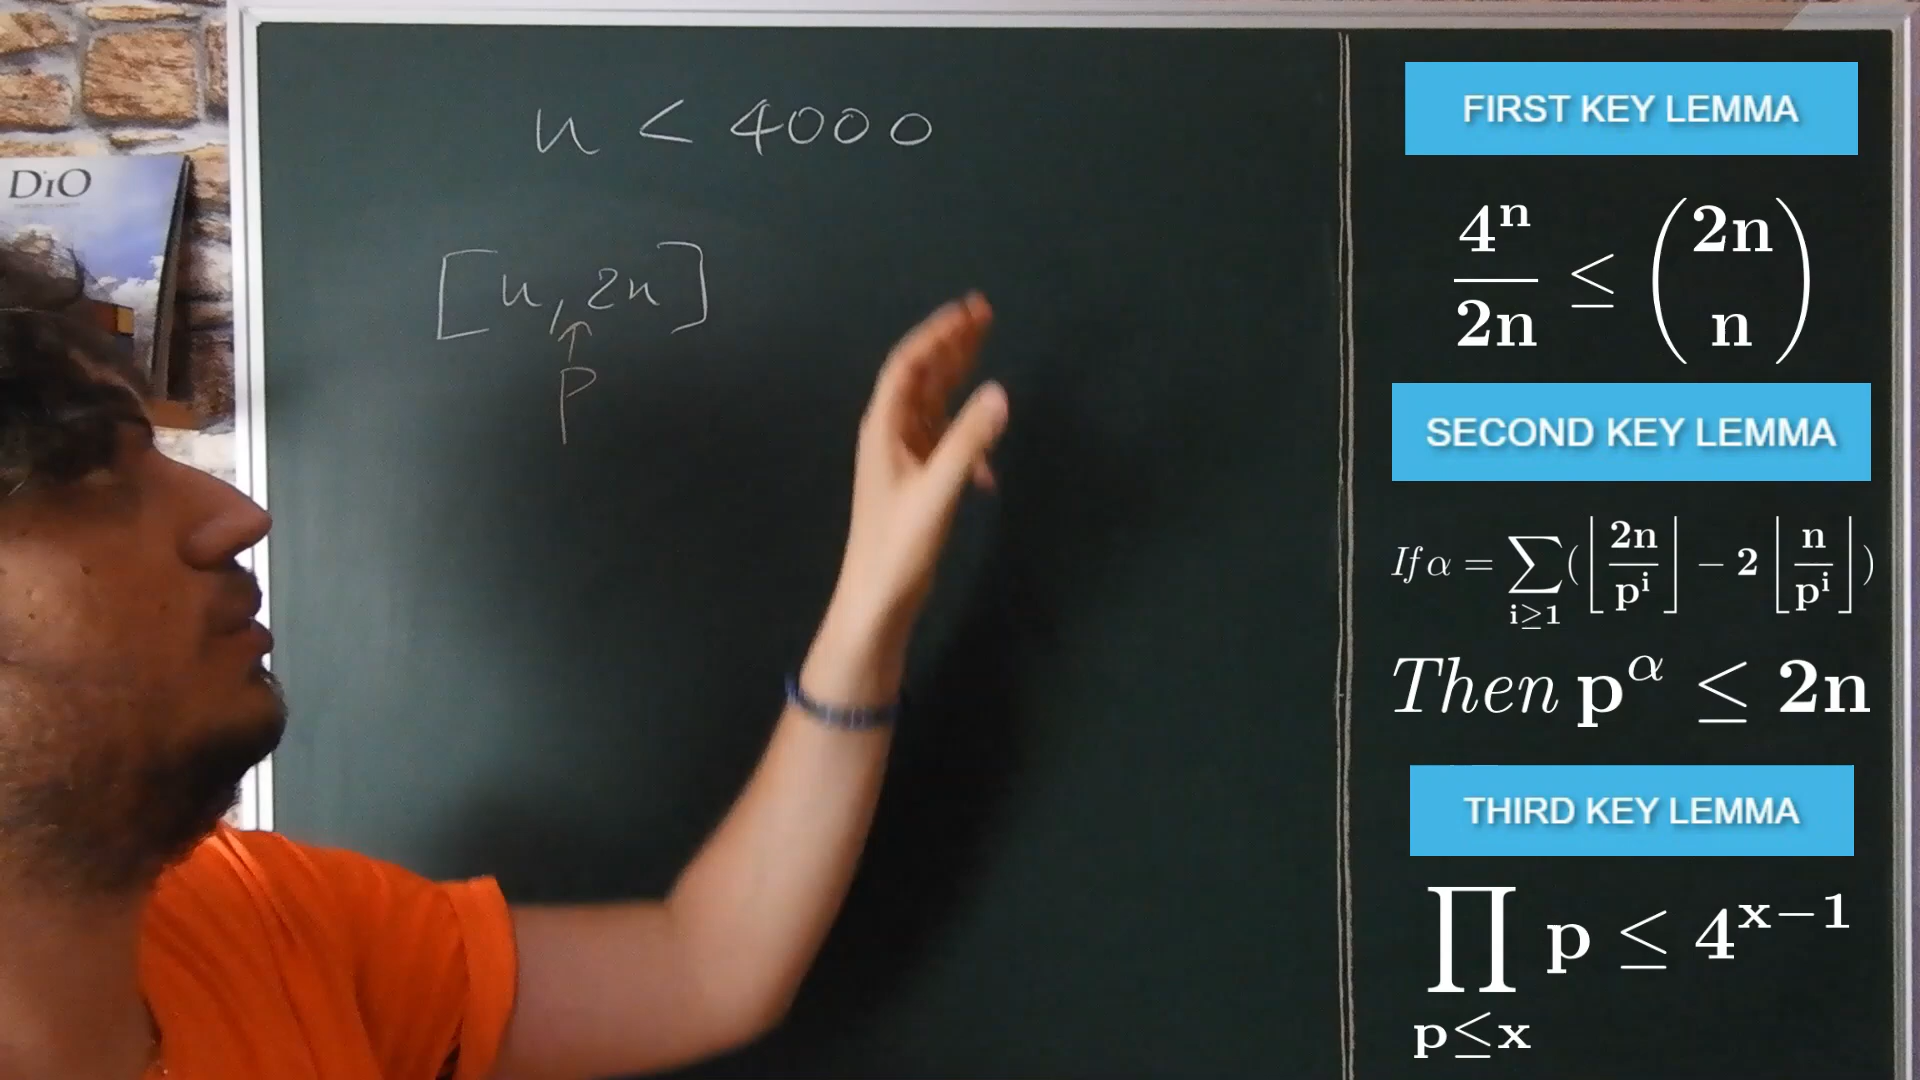 DiO
n < 4000
[n, 2n]
↑
p
FIRST KEY LEMMA
4^n / 2n ≤ (2n n)
SECOND KEY LEMMA
If α = ∑_{i≥1} (⌊2n / p^i⌋ − 2 ⌊n / p^i⌋)
Then p^α ≤ 2n
THIRD KEY LEMMA
∏_{p≤x} p ≤ 4^{x−1}